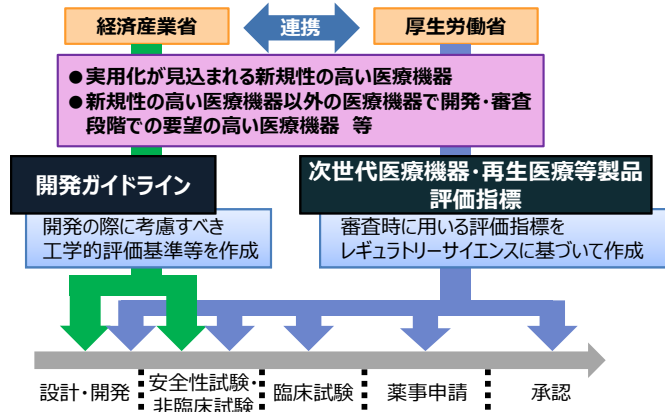 経済産業省
連携
厚生労働省
●実用化が見込まれる新規性の高い医療機器
●新規性の高い医療機器以外の医療機器で開発・審査
段階での要望の高い医療機器 等
開発ガイドライン
開発の際に考慮すべき
工学的評価基準等を作成
次世代医療機器・再生医療等製品
評価指標
審査時に用いる評価指標を
レギュラトリーサイエンスに基づいて作成
設計・開発
安全性試験・
非臨床試験
臨床試験
薬事申請
承認